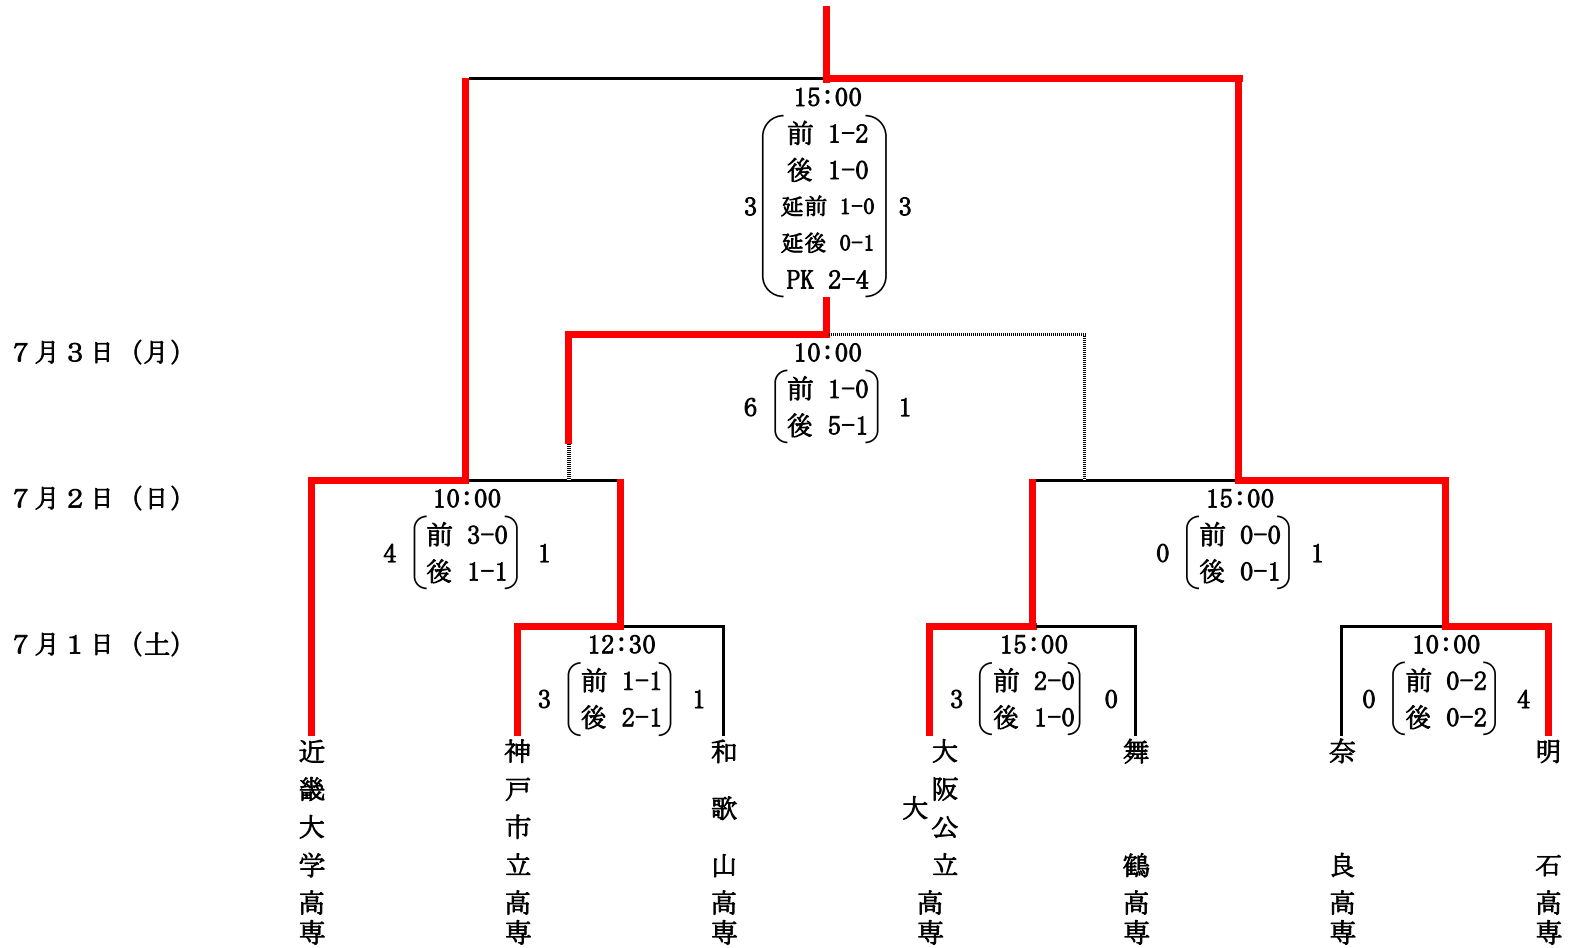 15:00
前 1-2
後 1-0
3 延前 1-0 3
延後 0-1
PK 2-4
7月3日(月)
10:00
前 1-0
6 1
後 5-1
7月2日(日)
10:00
前 3-0
4 1
後 1-1
15:00
前 0-0
0 1
後 0-1
7月1日(土)
12:30
前 1-1
3 1
後 2-1
15:00
前 2-0
3 0
後 1-0
10:00
前 0-2
0 4
後 0-2
近畿大学高専
神戸市立高専
和歌山高専
大阪公立
大高専
舞鶴高専
奈良高専
明石高専